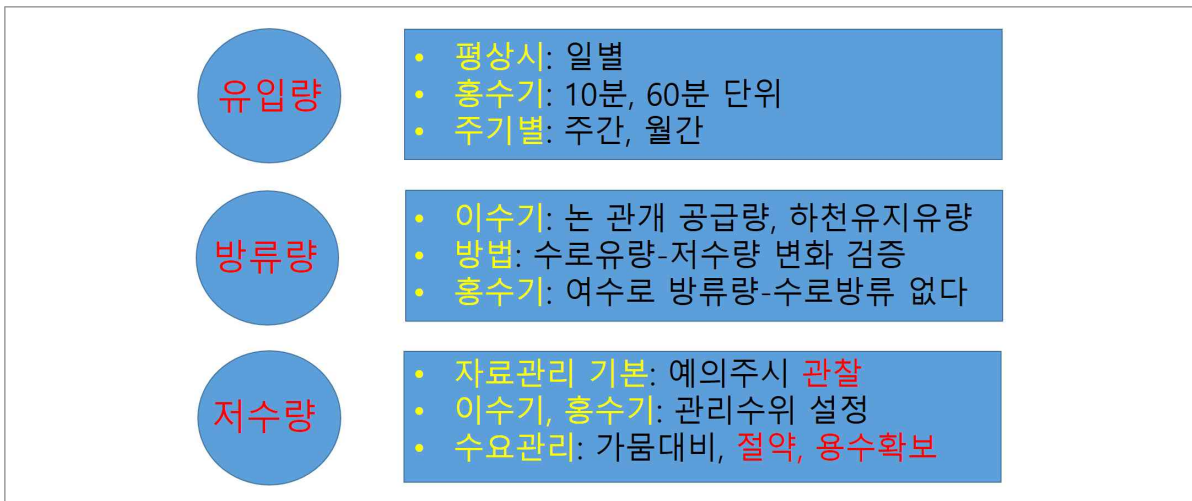 유입량
• 평상시: 일별
• 홍수기: 10분, 60분 단위
• 주기별: 주간, 월간
방류량
• 이수기: 논 관개 공급량, 하천유지유량
• 방법: 수로유량-저수량 변화 검증
• 홍수기: 여수로 방류량-수로방류 없다
저수량
• 자료관리 기본: 예의주시 관찰
• 이수기, 홍수기: 관리수위 설정
• 수요관리: 가뭄대비, 절약, 용수확보